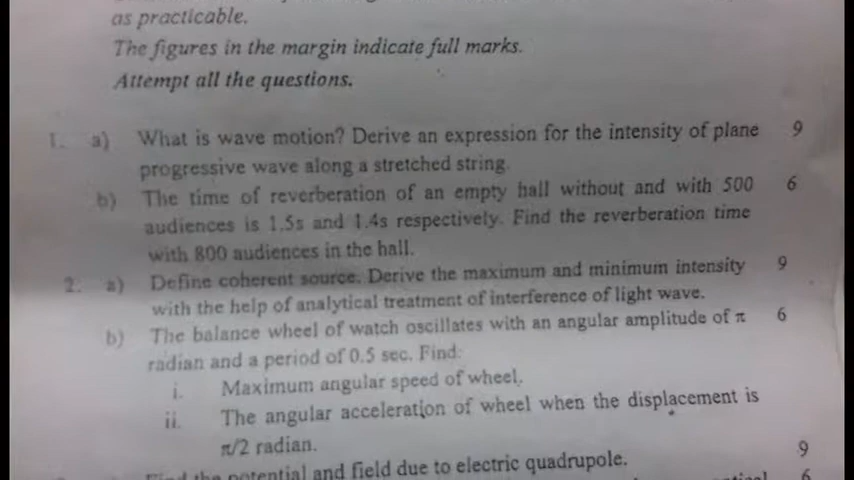 as practicable.
The figures in the margin indicate full marks.
Attempt all the questions.
1. a) What is wave motion? Derive an expression for the intensity of plane 9
progressive wave along a stretched string.
b) The time of reverberation of an empty hall without and with 500 6
audiences is 1.5s and 1.4s respectively. Find the reverberation time
with 800 audiences in the hall.
2. a) Define coherent source. Derive the maximum and minimum intensity 9
with the help of analytical treatment of interference of light wave.
b) The balance wheel of watch oscillates with an angular amplitude of π 6
radian and a period of 0.5 sec. Find:
i. Maximum angular speed of wheel.
ii. The angular acceleration of wheel when the displacement is
π/2 radian.
Find the potential and field due to electric quadrupole. 9
6